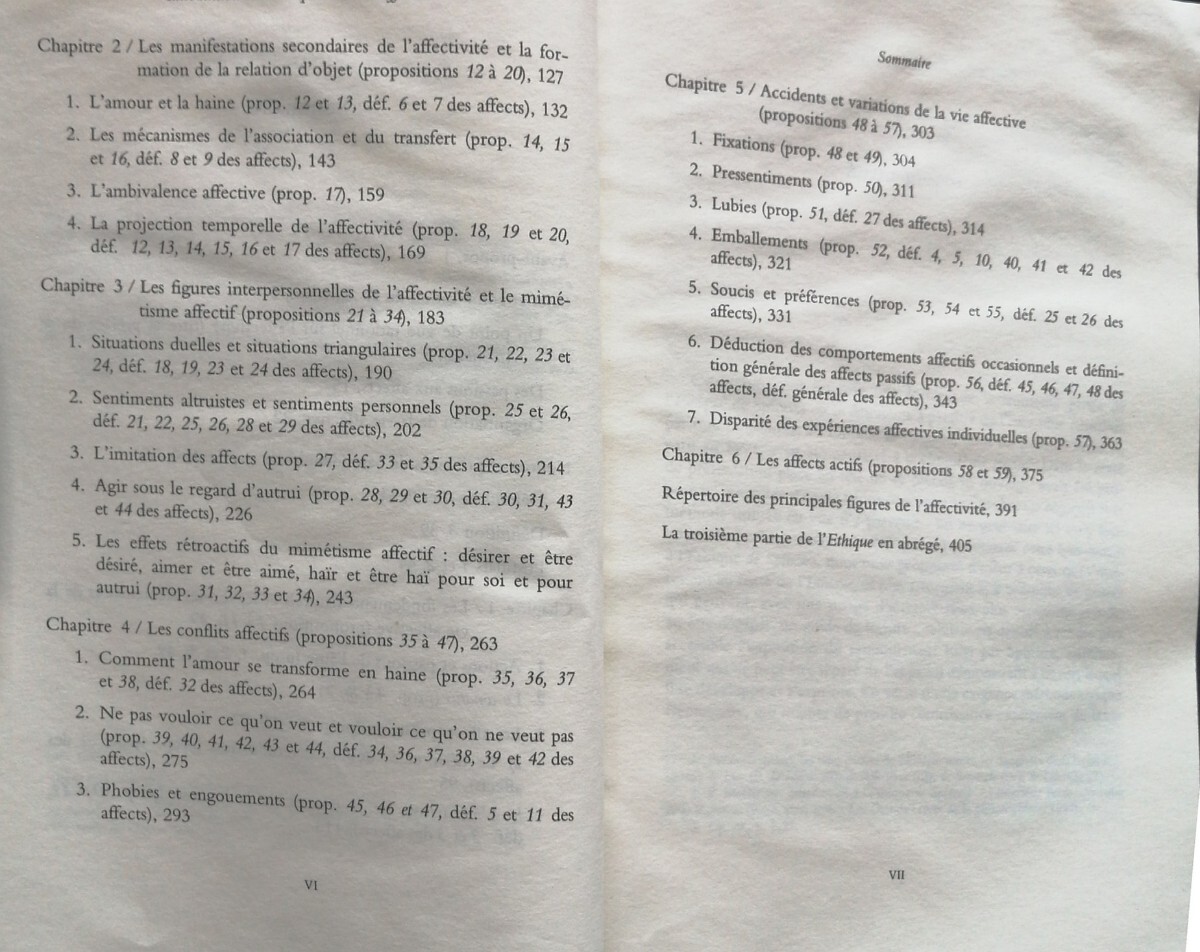 Chapitre 2 / Les manifestations secondaires de l'affectivité et la for-
mation de la relation d'objet (propositions 12 à 20), 127
1. L'amour et la haine (prop. 12 et 13, déf. 6 et 7 des affects), 132
2. Les mécanismes de l'association et du transfert (prop. 14, 15
et 16, déf. 8 et 9 des affects), 143
3. L'ambivalence affective (prop. 17), 159
4. La projection temporelle de l'affectivité (prop. 18, 19 et 20,
déf. 12, 13, 14, 15, 16 et 17 des affects), 169
Chapitre 3 / Les figures interpersonnelles de l'affectivité et le mimé-
tisme affectif (propositions 21 à 34), 183
1. Situations duelles et situations triangulaires (prop. 21, 22, 23 et
24, déf. 18, 19, 23 et 24 des affects), 190
2. Sentiments altruistes et sentiments personnels (prop. 25 et 26,
déf. 21, 22, 25, 26, 28 et 29 des affects), 202
3. L'imitation des affects (prop. 27, déf. 33 et 35 des affects), 214
4. Agir sous le regard d'autrui (prop. 28, 29 et 30, déf. 30, 31, 43
et 44 des affects), 226
5. Les effets rétroactifs du mimétisme affectif : désirer et être
désiré, aimer et être aimé, haïr et être haï pour soi et pour
autrui (prop. 31, 32, 33 et 34), 243
Chapitre 4 / Les conflits affectifs (propositions 35 à 47), 263
1. Comment l'amour se transforme en haine (prop. 35, 36, 37
et 38, déf. 32 des affects), 264
2. Ne pas vouloir ce qu'on veut et vouloir ce qu'on ne veut pas
(prop. 39, 40, 41, 42, 43 et 44, déf. 34, 36, 37, 38, 39 et 42 des
affects), 275
3. Phobies et engouements (prop. 45, 46 et 47, déf. 5 et 11 des
affects), 293
VI
Sommaire
Chapitre 5 / Accidents et variations de la vie affective
(propositions 48 à 57), 303
1. Fixations (prop. 48 et 49), 304
2. Pressentiments (prop. 50), 311
3. Lubies (prop. 51, déf. 27 des affects), 314
4. Emballements (prop. 52, déf. 4, 5, 10, 40, 41 et 42 des
affects), 321
5. Soucis et préférences (prop. 53, 54 et 55, déf. 25 et 26 des
affects), 331
6. Déduction des comportements affectifs occasionnels et défini-
tion générale des affects passifs (prop. 56, déf. 45, 46, 47, 48 des
affects, déf. générale des affects), 343
7. Disparité des expériences affectives individuelles (prop. 57), 363
Chapitre 6 / Les affects actifs (propositions 58 et 59), 375
Répertoire des principales figures de l'affectivité, 391
La troisième partie de l'Ethique en abrégé, 405
VII